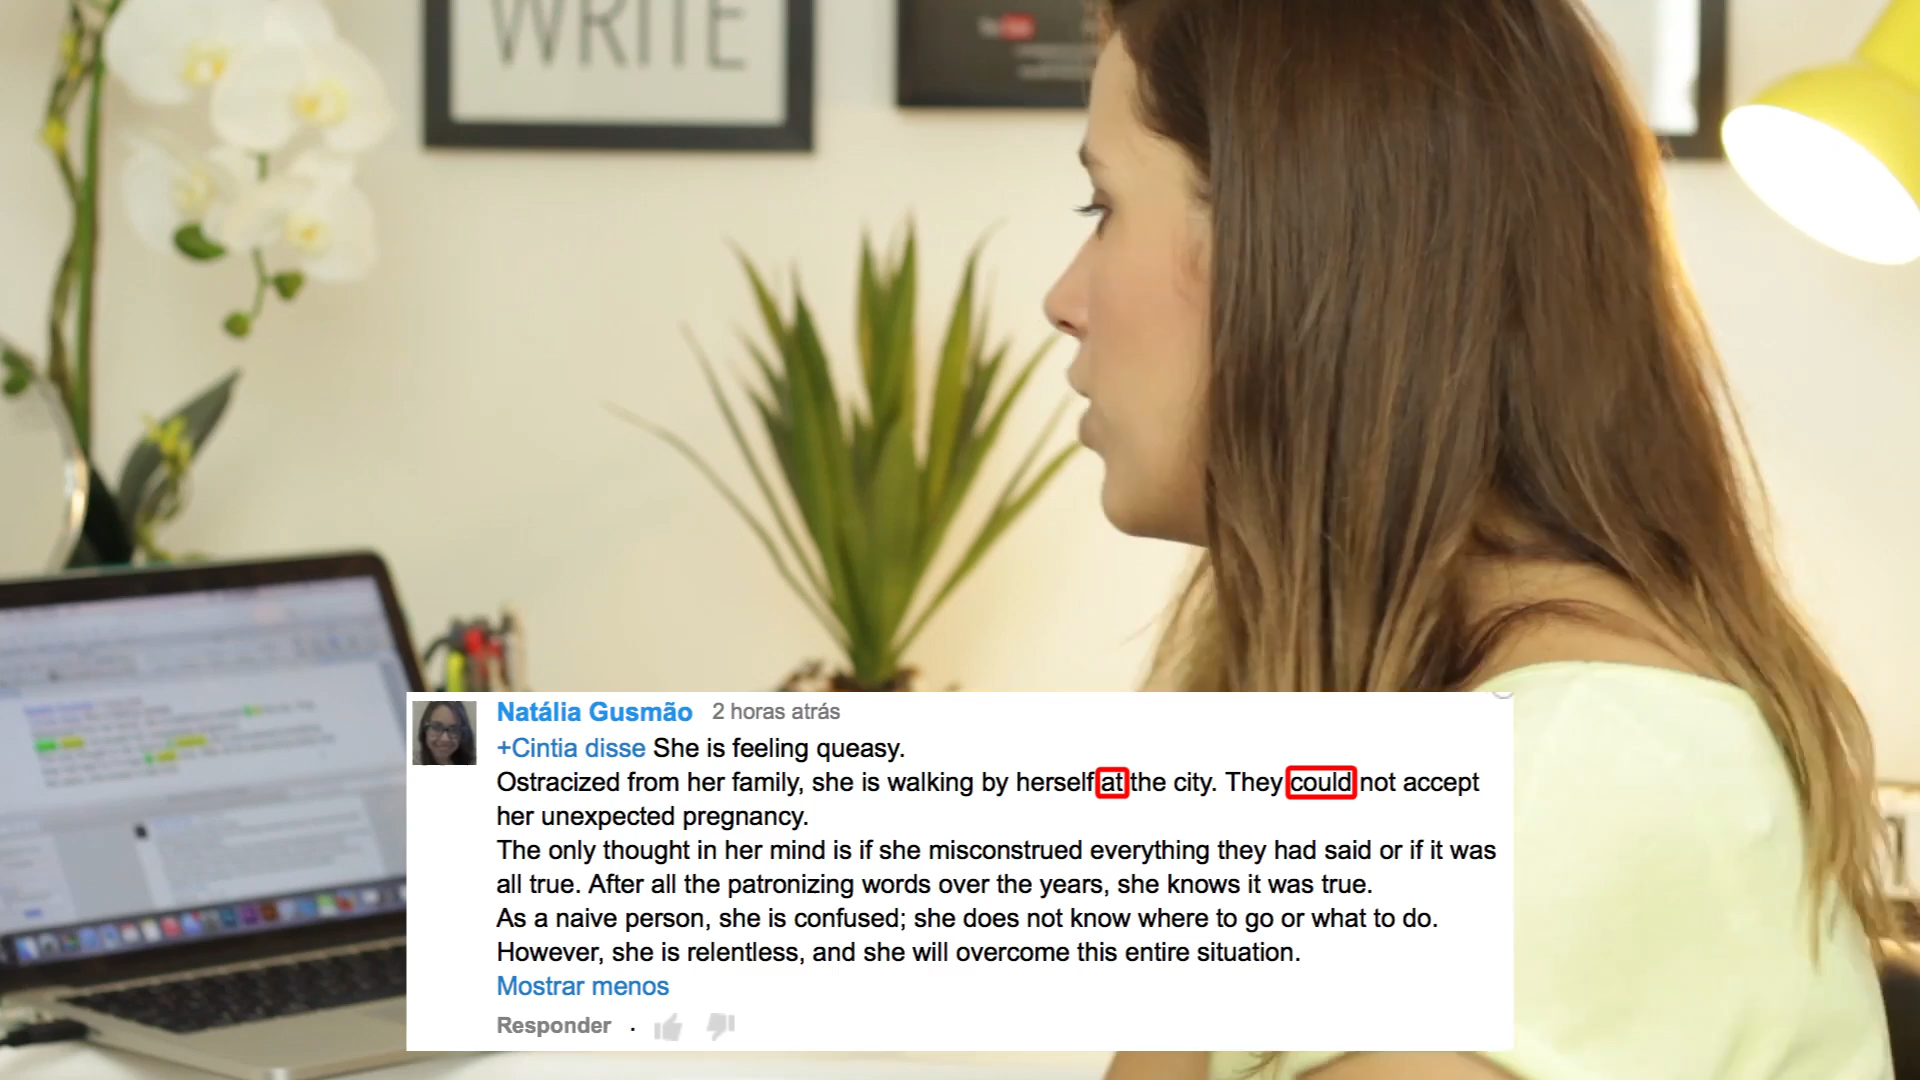 WRITE
You
Natália Gusmão 2 horas atrás
+Cintia disse She is feeling queasy.
Ostracized from her family, she is walking by herself at the city. They could not accept
her unexpected pregnancy.
The only thought in her mind is if she misconstrued everything they had said or if it was
all true. After all the patronizing words over the years, she knows it was true.
As a naive person, she is confused; she does not know where to go or what to do.
However, she is relentless, and she will overcome this entire situation.
Mostrar menos
Responder .